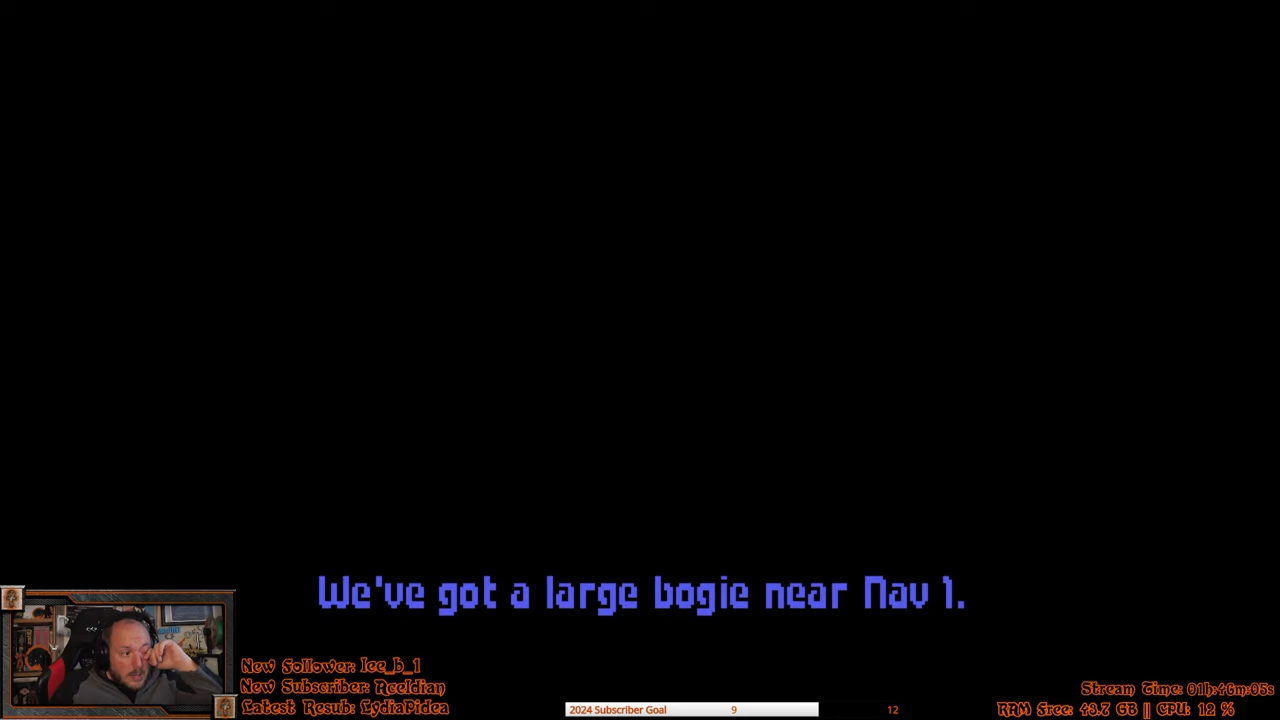 We've got a large bogie near Nav 1.
New Follower: lee_b_1
New Subscriber: Aceldian
Latest Resub: LydiaPidea
2024 Subscriber Goal 9 12
Stream Time: 01h:46m:05s
RAM Free: 43.7 GB || CPU: 12 %